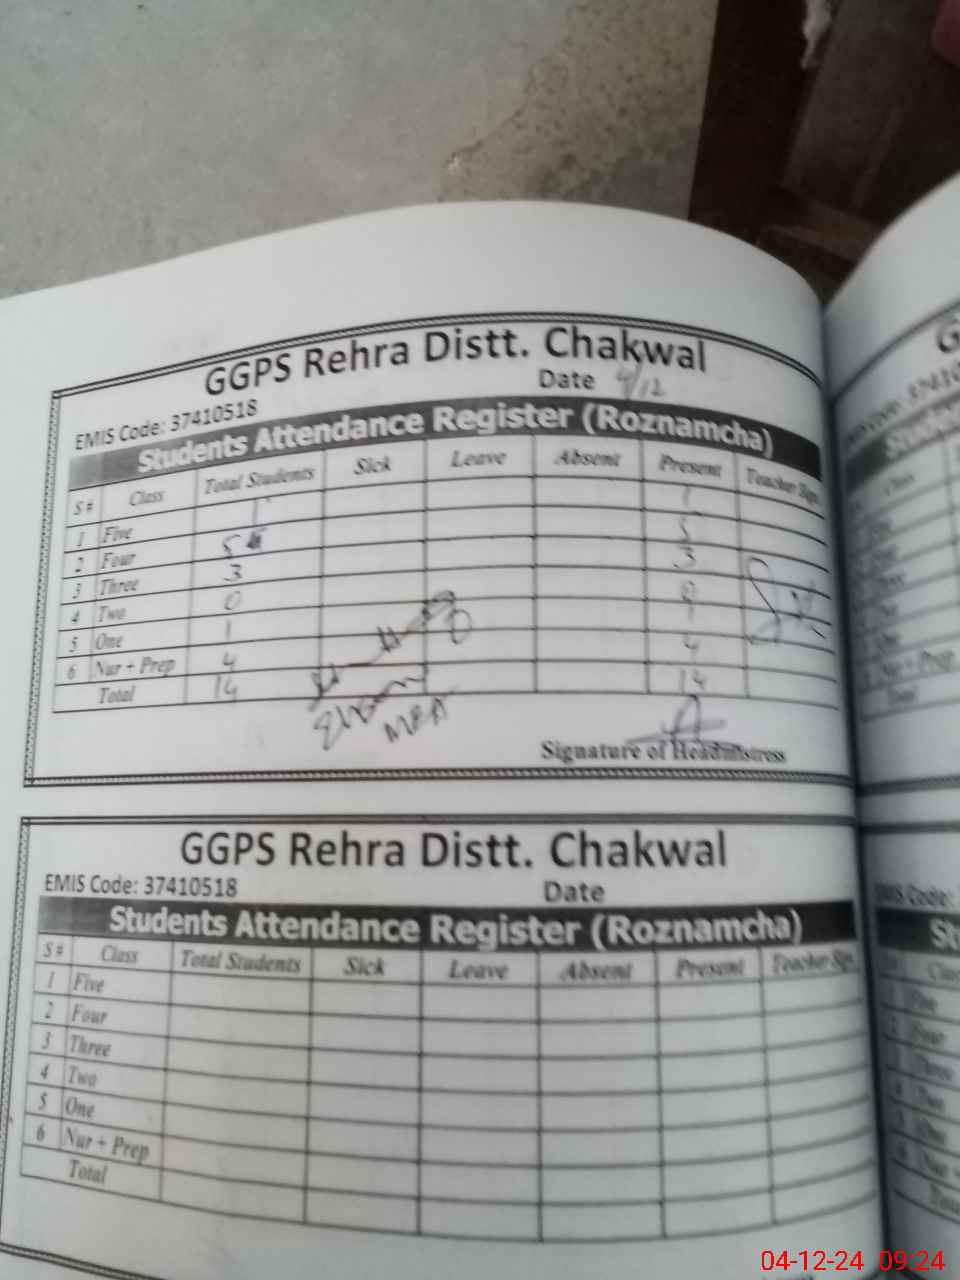 GGPS Rehra Distt. Chakwal
EMIS Code: 37410518 Date 4/12
Students Attendance Register (Roznamcha)
S # Class Total Students Sick Leave Absent Present Teacher Sign.
1 Five 1 1
2 Four 5 5
3 Three 3 3
4 Two 0 0
5 One 1 1
6 Nur + Prep 4 4
Total 14 14
MEA
Signature of Headmistress
GGPS Rehra Distt. Chakwal
EMIS Code: 37410518 Date
Students Attendance Register (Roznamcha)
S # Class Total Students Sick Leave Absent Present Teacher Sign.
1 Five
2 Four
3 Three
4 Two
5 One
6 Nur + Prep
Total
04-12-24 09:24